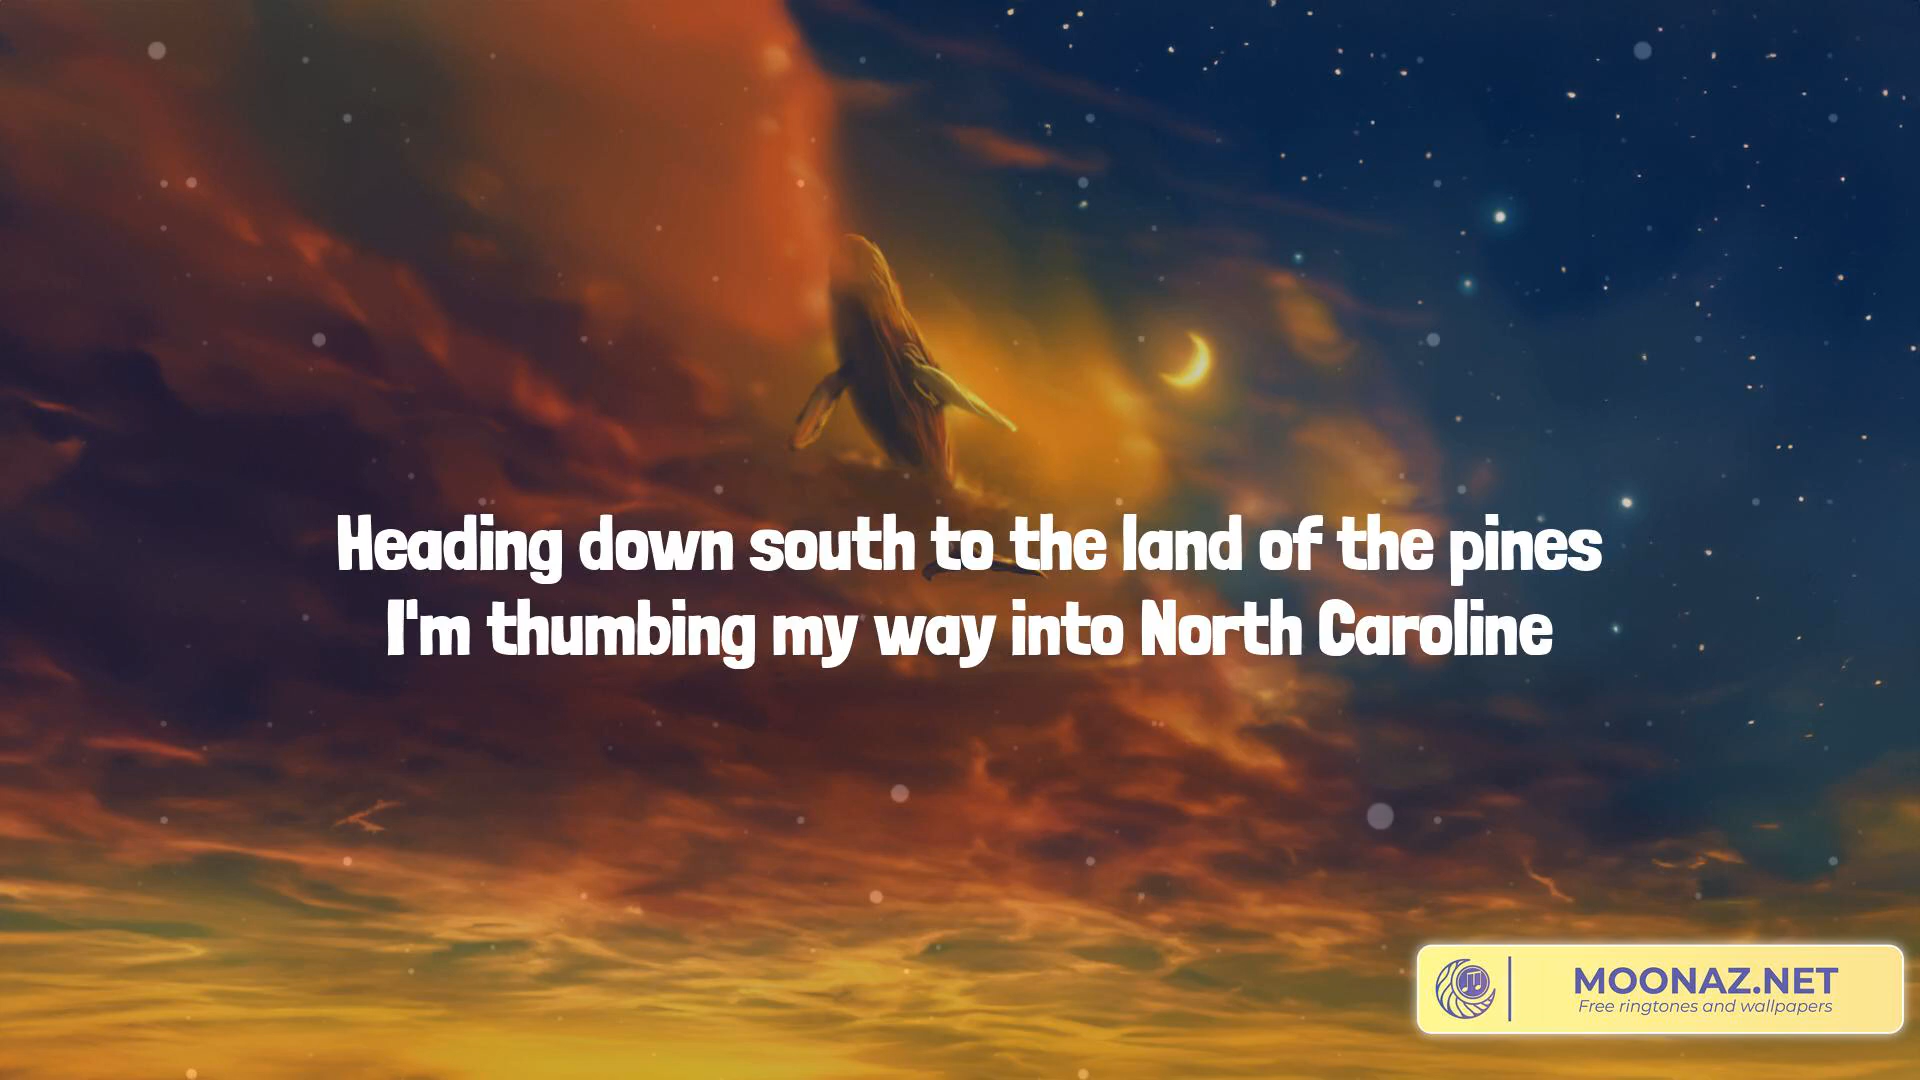 Heading down south to the land of the pines
I'm thumbing my way into North Caroline
MOONAZ.NET
Free ringtones and wallpapers